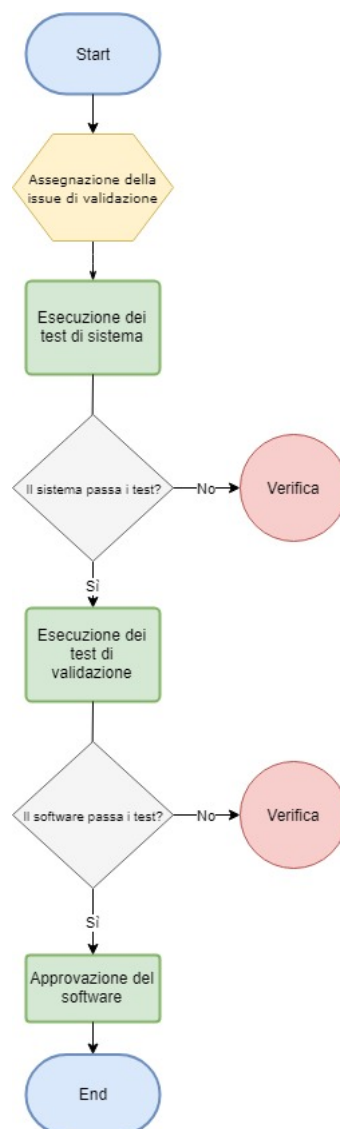 Start
Assegnazione della
issue di validazione
Esecuzione dei
test di sistema
Il sistema passa i test?
No
Verifica
Sì
Esecuzione dei
test di
validazione
Il software passa i test?
No
Verifica
Sì
Approvazione del
software
End